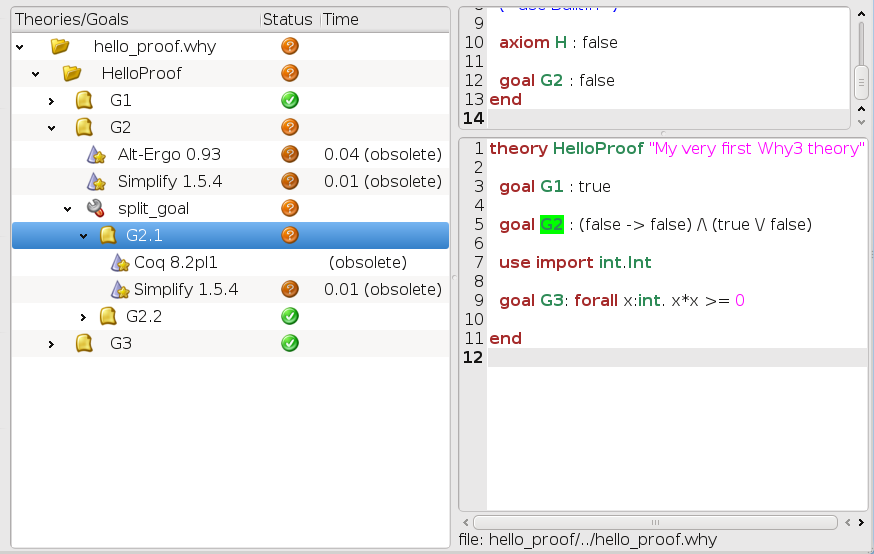 Theories/Goals Status Time
hello_proof.why
HelloProof
G1
G2
Alt-Ergo 0.93 0.04 (obsolete)
Simplify 1.5.4 0.01 (obsolete)
split_goal
G2.1
Coq 8.2pl1 (obsolete)
Simplify 1.5.4 0.01 (obsolete)
G2.2
G3
9
10 axiom H : false
11
12 goal G2 : false
13 end
14
1 theory HelloProof "My very first Why3 theory"
2
3 goal G1 : true
4
5 goal G2 : (false -> false) /\ (true \/ false)
6
7 use import int.Int
8
9 goal G3: forall x:int. x*x >= 0
10
11 end
12
file: hello_proof/../hello_proof.why